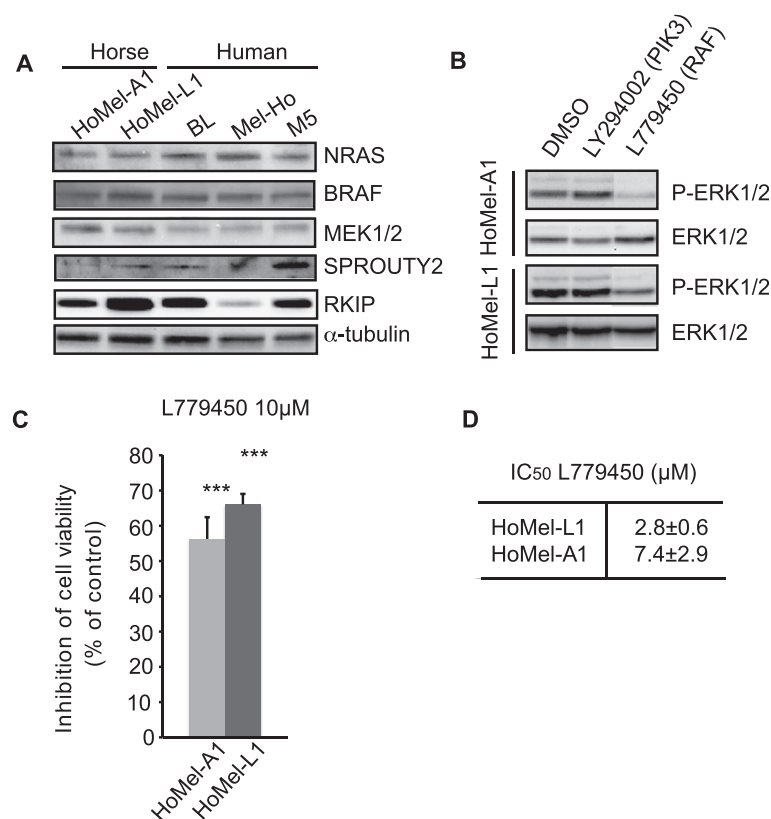 A
Horse
Human
HoMel-A1
HoMel-L1
BL
Mel-Ho
M5
NRAS
BRAF
MEK1/2
SPROUTY2
RKIP
α-tubulin
B
DMSO
LY294002 (PIK3)
L779450 (RAF)
HoMel-A1
P-ERK1/2
ERK1/2
HoMel-L1
P-ERK1/2
ERK1/2
C
L779450 10µM
Inhibition of cell viability
(% of control)
80
70
60
50
40
30
20
10
0
***
***
HoMel-A1
HoMel-L1
D
IC50 L779450 (µM)
HoMel-L1 2.8±0.6
HoMel-A1 7.4±2.9